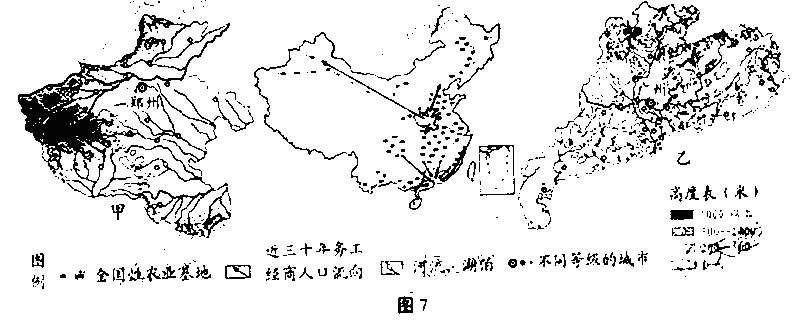 郑州
州
甲
乙
高度表(米)
图例
全国性农业基地
近三十年务工
经商人口流向
河流、湖泊
不同等级的城市
图7